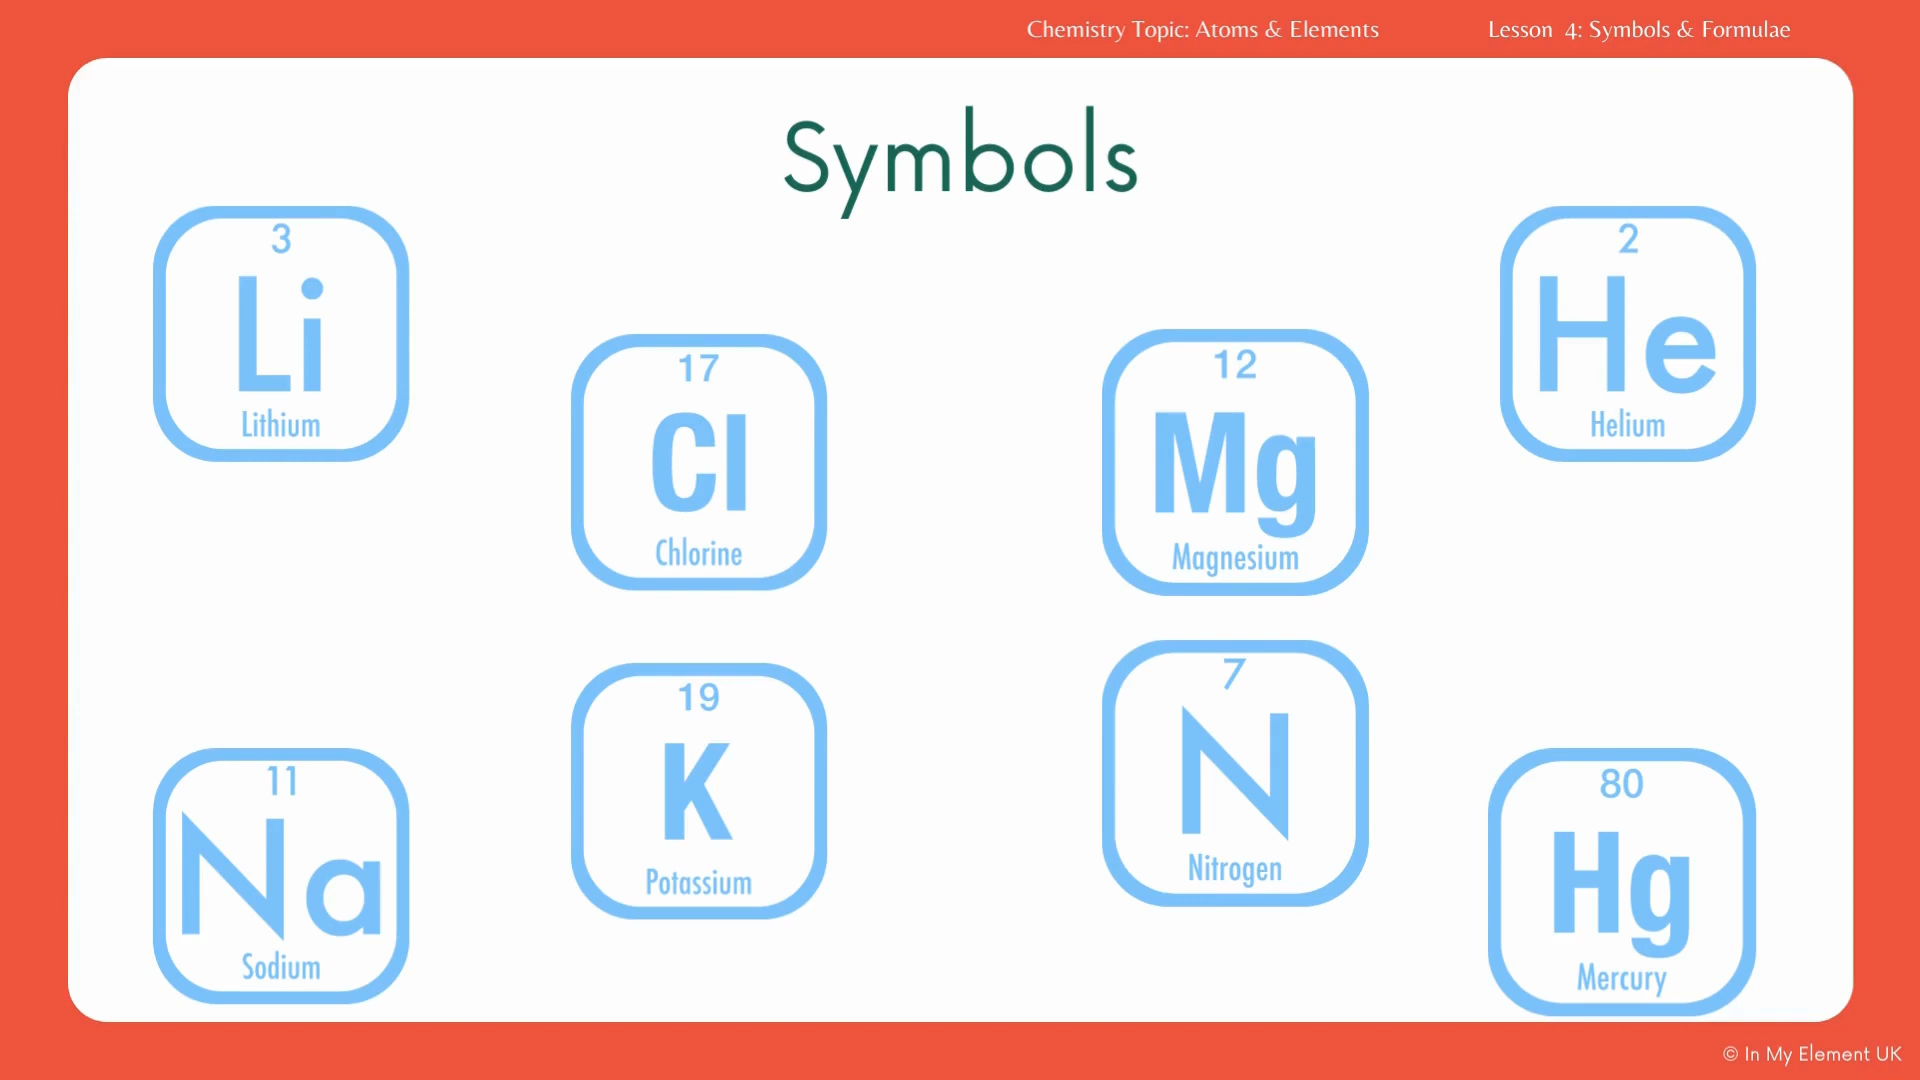 Chemistry Topic: Atoms & Elements
Lesson 4: Symbols & Formulae
Symbols
3
Li
Lithium
17
Cl
Chlorine
12
Mg
Magnesium
2
He
Helium
11
Na
Sodium
19
K
Potassium
7
N
Nitrogen
80
Hg
Mercury
© In My Element UK